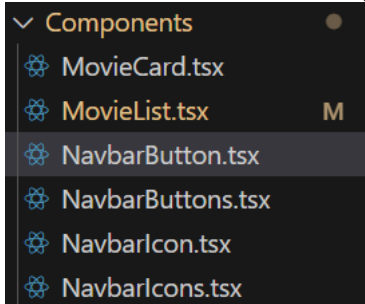 Components
MovieCard.tsx
MovieList.tsx M
NavbarButton.tsx
NavbarButtons.tsx
NavbarIcon.tsx
NavbarIcons.tsx